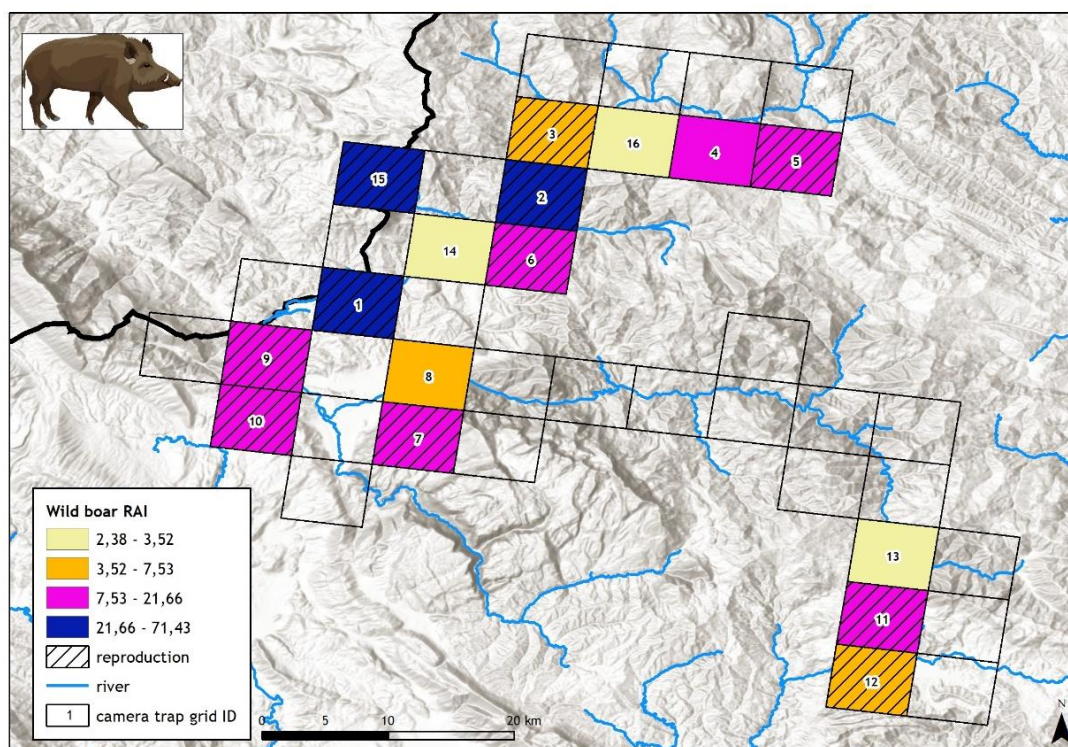 3
16
4
5
15
2
14
6
1
9
8
10
7
13
11
12
Wild boar RAI
2,38 - 3,52
3,52 - 7,53
7,53 - 21,66
21,66 - 71,43
reproduction
river
1 camera trap grid ID
0 5 10 20 km
N